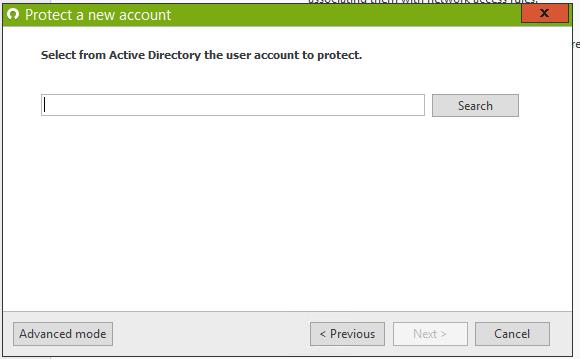 associating them with network access rules.
Protect a new account
X
re
Select from Active Directory the user account to protect.
Search
Advanced mode
< Previous
Next >
Cancel